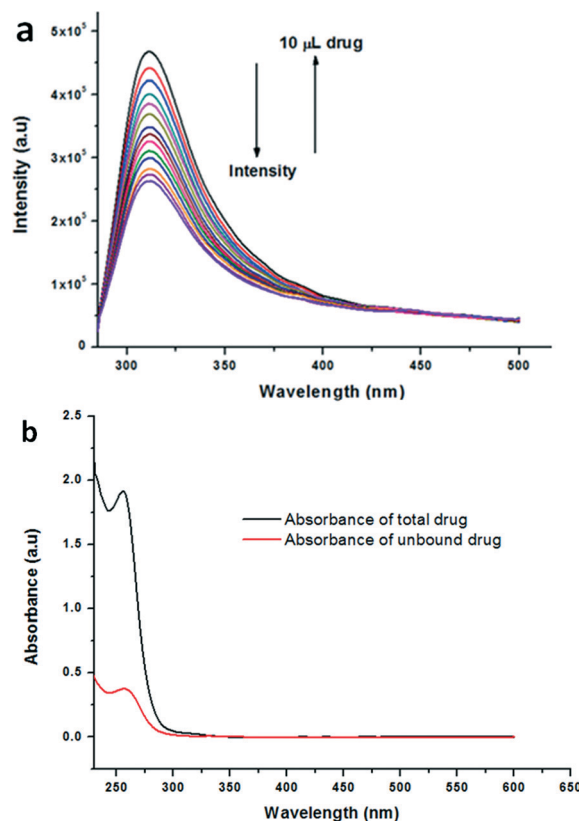 a
10 µL drug
Intensity
Intensity (a.u)
5x10⁵
4x10⁵
3x10⁵
2x10⁵
1x10⁵
0
300 350 400 450 500
Wavelength (nm)
b
Absorbance of total drug
Absorbance of unbound drug
Absorbance (a.u)
2.5
2.0
1.5
1.0
0.5
0.0
250 300 350 400 450 500 550 600 650
Wavelength (nm)